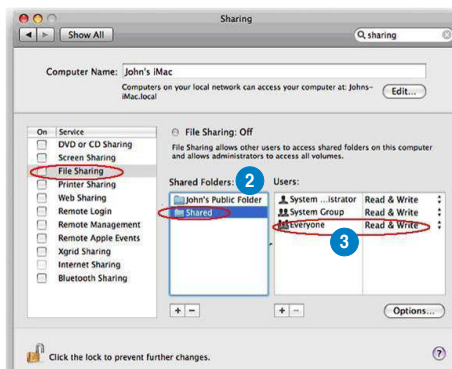 Sharing
Show All
sharing
Computer Name: John's iMac
Computers on your local network can access your computer at: Johns-
iMac.local
Edit...
On Service
DVD or CD Sharing
Screen Sharing
File Sharing
Printer Sharing
Web Sharing
Remote Login
Remote Management
Remote Apple Events
Xgrid Sharing
Internet Sharing
Bluetooth Sharing
File Sharing: Off
File Sharing allows other users to access shared folders on this computer
and allows administrators to access all volumes.
Shared Folders: 2
John's Public Folder
Shared
Users:
System ...istrator Read & Write
System Group Read & Write
Everyone Read & Write
3
+ −
+ −
Options...
Click the lock to prevent further changes.
?